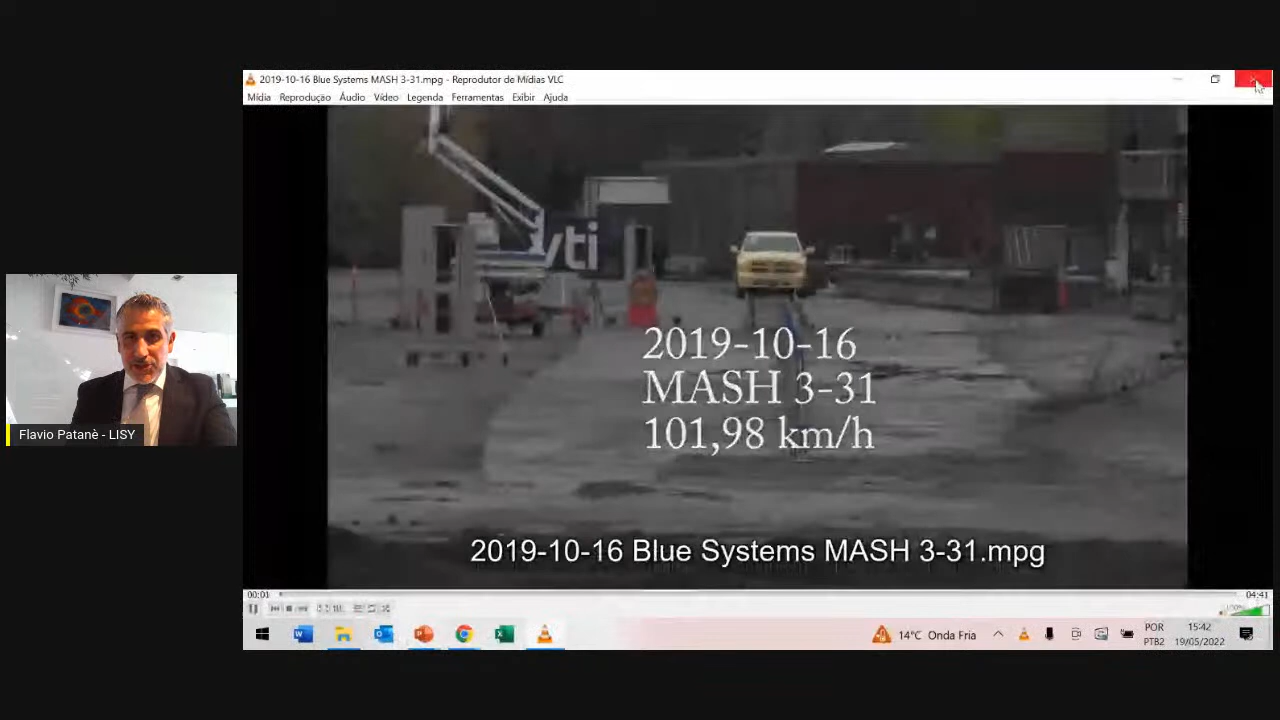 2019-10-16 Blue Systems MASH 3-31.mpg - Reprodutor de Mídias VLC
Mídia Reprodução Áudio Vídeo Legenda Ferramentas Exibir Ajuda
vti
2019-10-16
MASH 3-31
101,98 km/h
Flavio Patanè - LISY
2019-10-16 Blue Systems MASH 3-31.mpg
00:01
04:41
14°C Onda Fria
POR
PTB2
15:42
19/05/2022